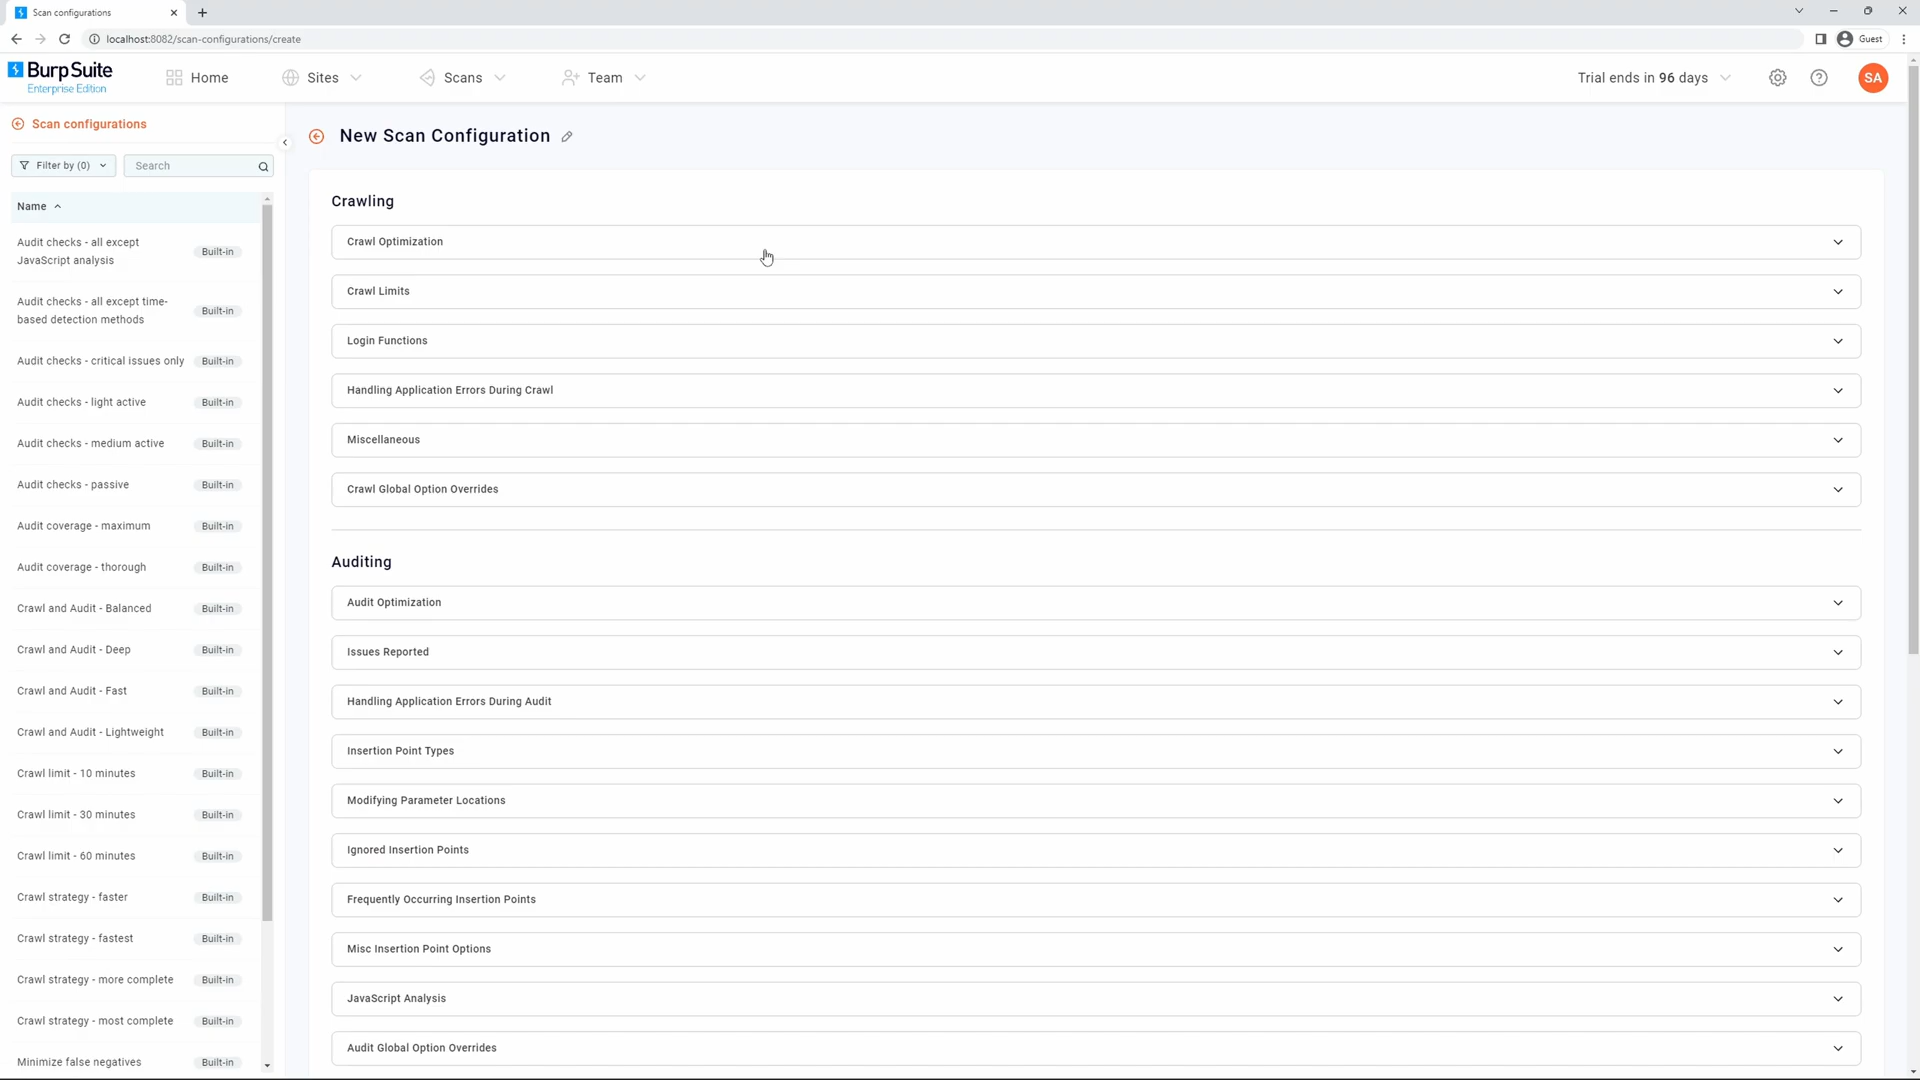 Scan configurations
localhost:8082/scan-configurations/create
Guest
BurpSuite
Enterprise Edition
Home
Sites
Scans
Team
Trial ends in 96 days
SA
Scan configurations
Filter by (0)
Search
Name
Audit checks - all except
JavaScript analysis
Built-in
Audit checks - all except time-
based detection methods
Built-in
Audit checks - critical issues only
Built-in
Audit checks - light active
Built-in
Audit checks - medium active
Built-in
Audit checks - passive
Built-in
Audit coverage - maximum
Built-in
Audit coverage - thorough
Built-in
Crawl and Audit - Balanced
Built-in
Crawl and Audit - Deep
Built-in
Crawl and Audit - Fast
Built-in
Crawl and Audit - Lightweight
Built-in
Crawl limit - 10 minutes
Built-in
Crawl limit - 30 minutes
Built-in
Crawl limit - 60 minutes
Built-in
Crawl strategy - faster
Built-in
Crawl strategy - fastest
Built-in
Crawl strategy - more complete
Built-in
Crawl strategy - most complete
Built-in
Minimize false negatives
Built-in
New Scan Configuration
Crawling
Crawl Optimization
Crawl Limits
Login Functions
Handling Application Errors During Crawl
Miscellaneous
Crawl Global Option Overrides
Auditing
Audit Optimization
Issues Reported
Handling Application Errors During Audit
Insertion Point Types
Modifying Parameter Locations
Ignored Insertion Points
Frequently Occurring Insertion Points
Misc Insertion Point Options
JavaScript Analysis
Audit Global Option Overrides